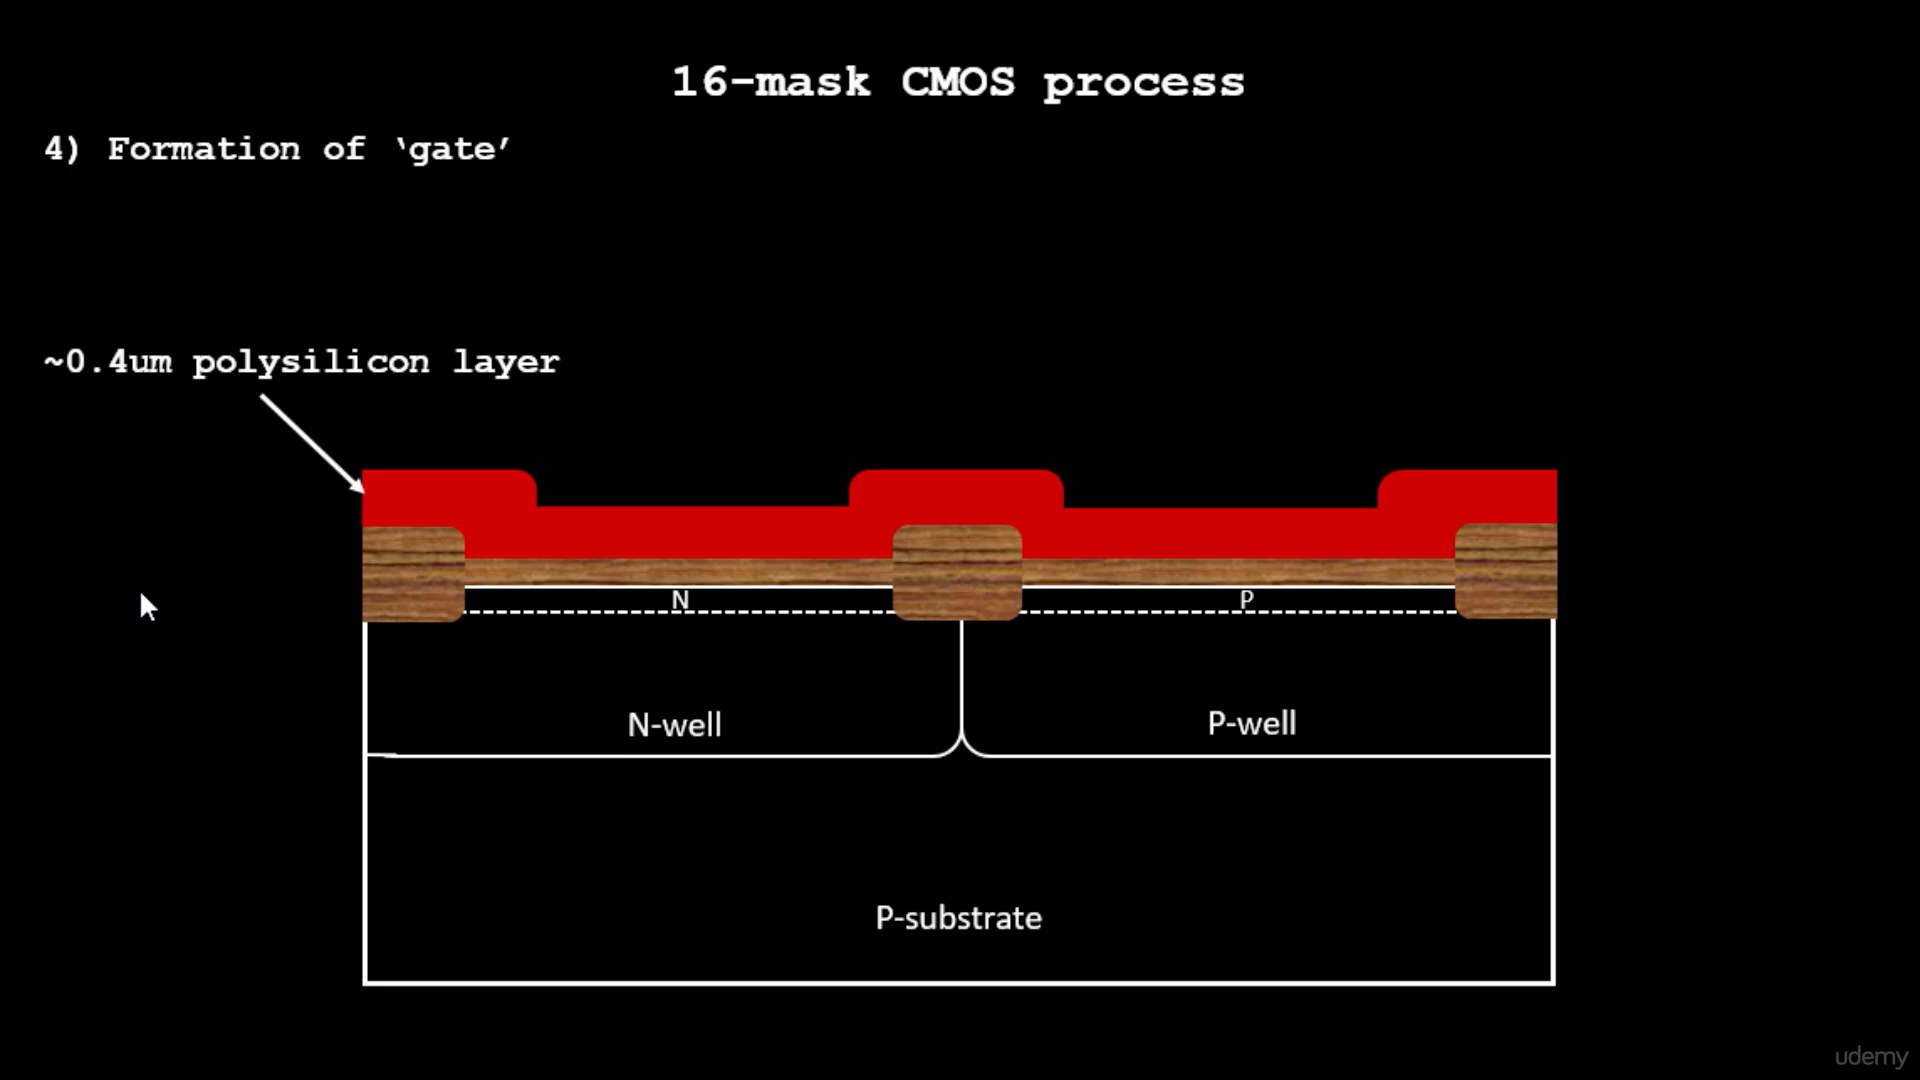 16-mask CMOS process
4) Formation of ‘gate’
~0.4um polysilicon layer
N
P
N-well
P-well
P-substrate
udemy